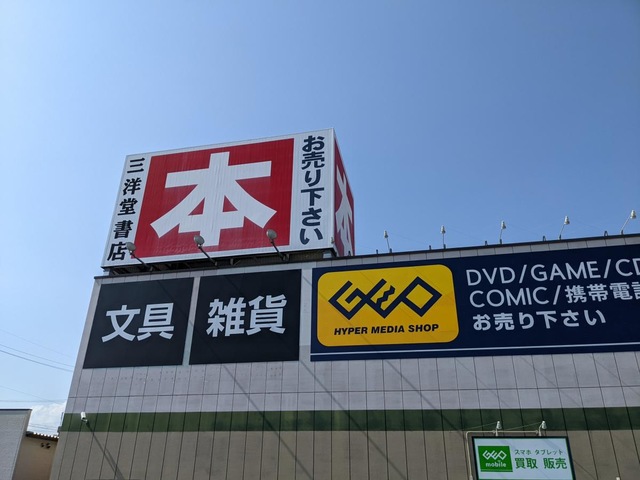 三洋堂書店
本
お売り下さい
文具
雑貨
GEO
HYPER MEDIA SHOP
DVD/GAME/CD
COMIC/携帯電話
お売り下さい
GEO
mobile
スマホ タブレット
買取 販売